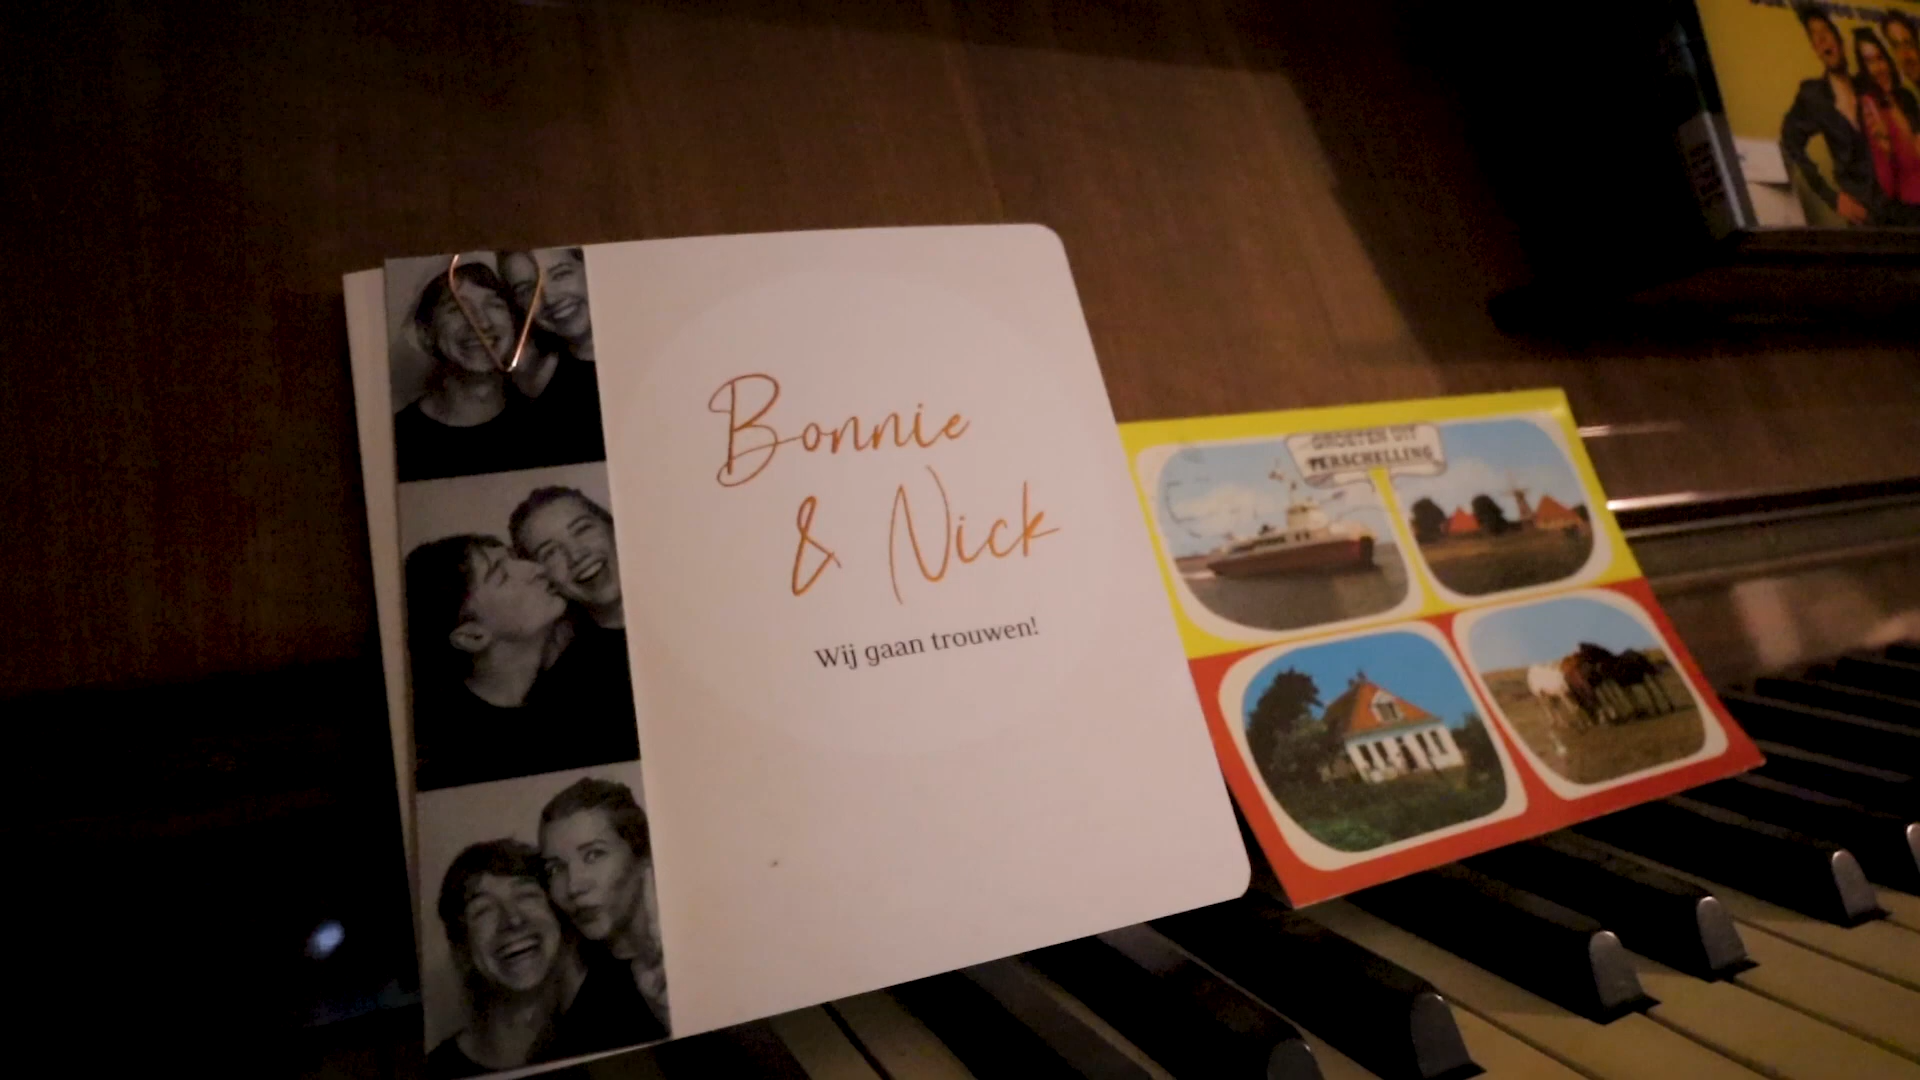 Bonnie
& Nick
Wij gaan trouwen!
GROETEN UIT
TERSCHELLING